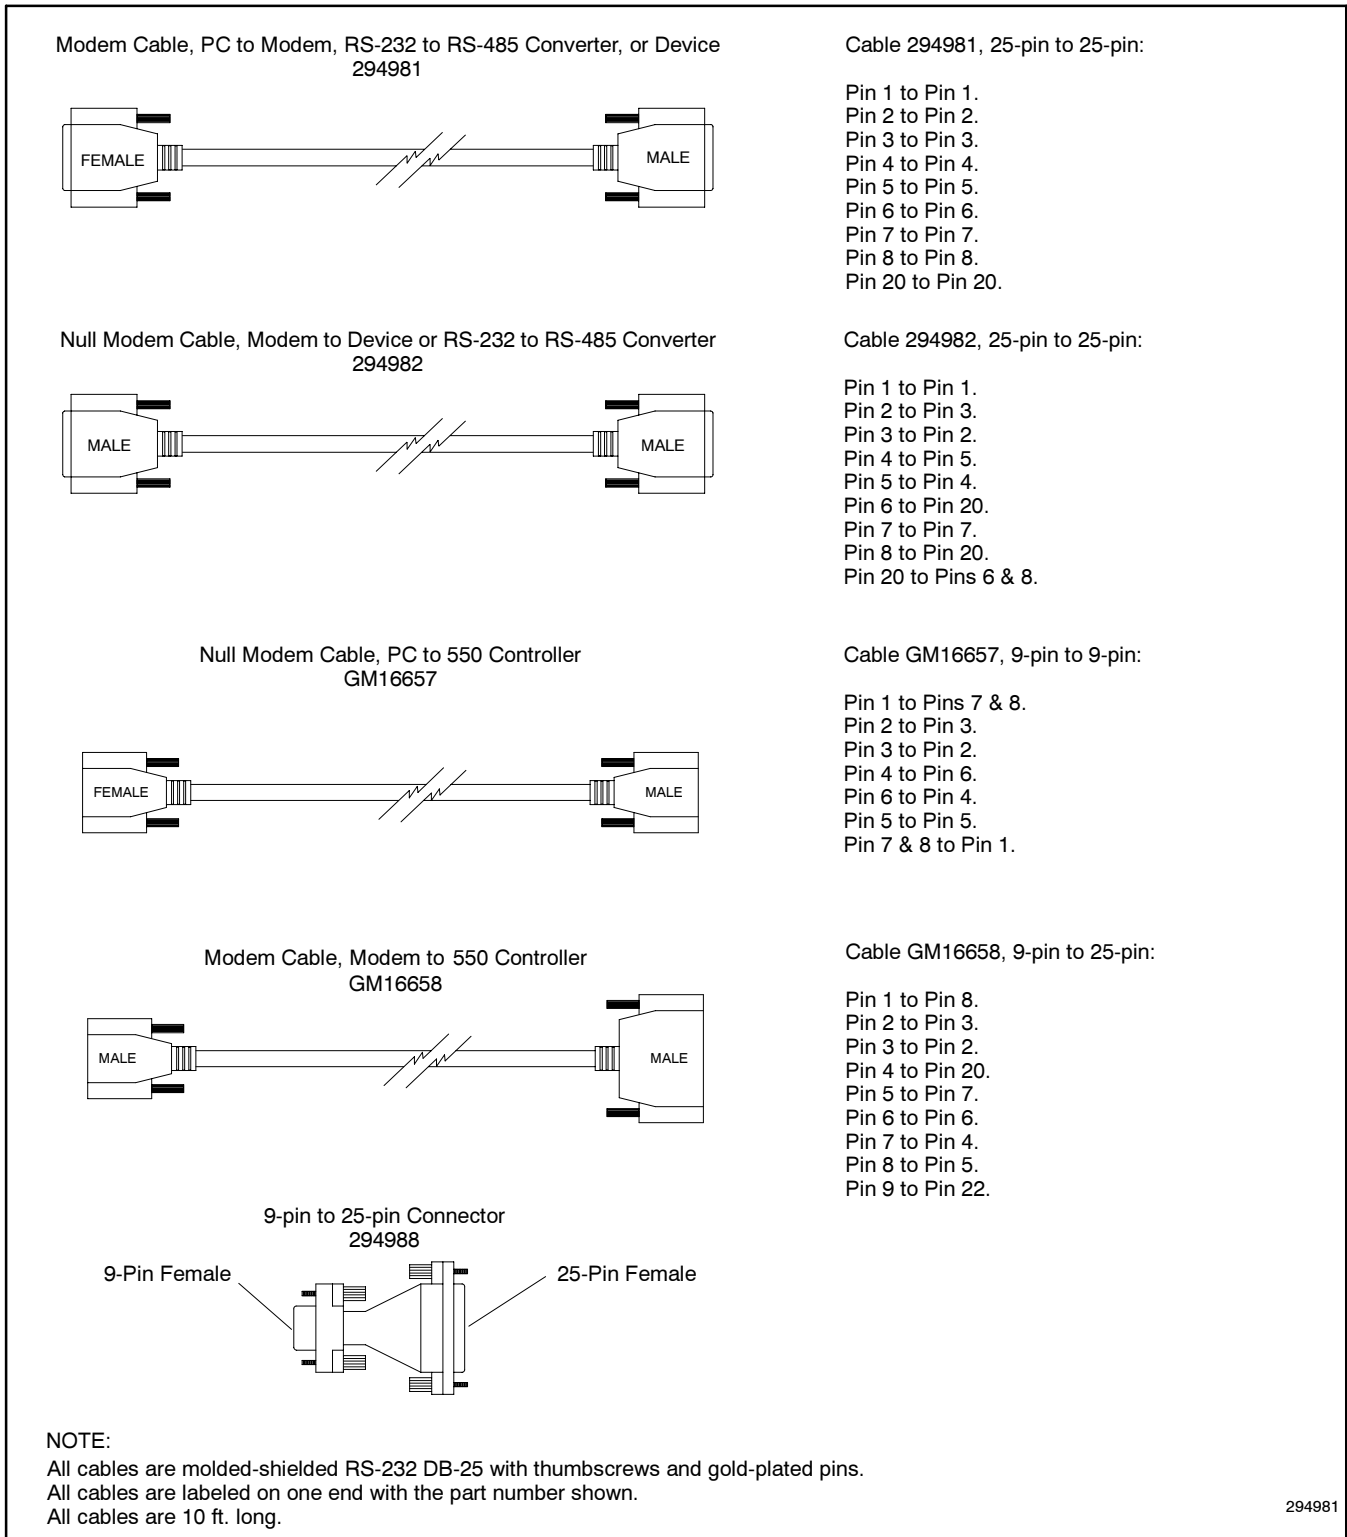 Modem Cable, PC to Modem, RS-232 to RS-485 Converter, or Device
294981
FEMALE
MALE
Cable 294981, 25-pin to 25-pin:
Pin 1 to Pin 1.
Pin 2 to Pin 2.
Pin 3 to Pin 3.
Pin 4 to Pin 4.
Pin 5 to Pin 5.
Pin 6 to Pin 6.
Pin 7 to Pin 7.
Pin 8 to Pin 8.
Pin 20 to Pin 20.
Null Modem Cable, Modem to Device or RS-232 to RS-485 Converter
294982
MALE
MALE
Cable 294982, 25-pin to 25-pin:
Pin 1 to Pin 1.
Pin 2 to Pin 3.
Pin 3 to Pin 2.
Pin 4 to Pin 5.
Pin 5 to Pin 4.
Pin 6 to Pin 20.
Pin 7 to Pin 7.
Pin 8 to Pin 20.
Pin 20 to Pins 6 & 8.
Null Modem Cable, PC to 550 Controller
GM16657
FEMALE
MALE
Cable GM16657, 9-pin to 9-pin:
Pin 1 to Pins 7 & 8.
Pin 2 to Pin 3.
Pin 3 to Pin 2.
Pin 4 to Pin 6.
Pin 6 to Pin 4.
Pin 5 to Pin 5.
Pin 7 & 8 to Pin 1.
Modem Cable, Modem to 550 Controller
GM16658
MALE
MALE
Cable GM16658, 9-pin to 25-pin:
Pin 1 to Pin 8.
Pin 2 to Pin 3.
Pin 3 to Pin 2.
Pin 4 to Pin 20.
Pin 5 to Pin 7.
Pin 6 to Pin 6.
Pin 7 to Pin 4.
Pin 8 to Pin 5.
Pin 9 to Pin 22.
9-pin to 25-pin Connector
294988
9-Pin Female
25-Pin Female
NOTE:
All cables are molded-shielded RS-232 DB-25 with thumbscrews and gold-plated pins.
All cables are labeled on one end with the part number shown.
All cables are 10 ft. long.
294981